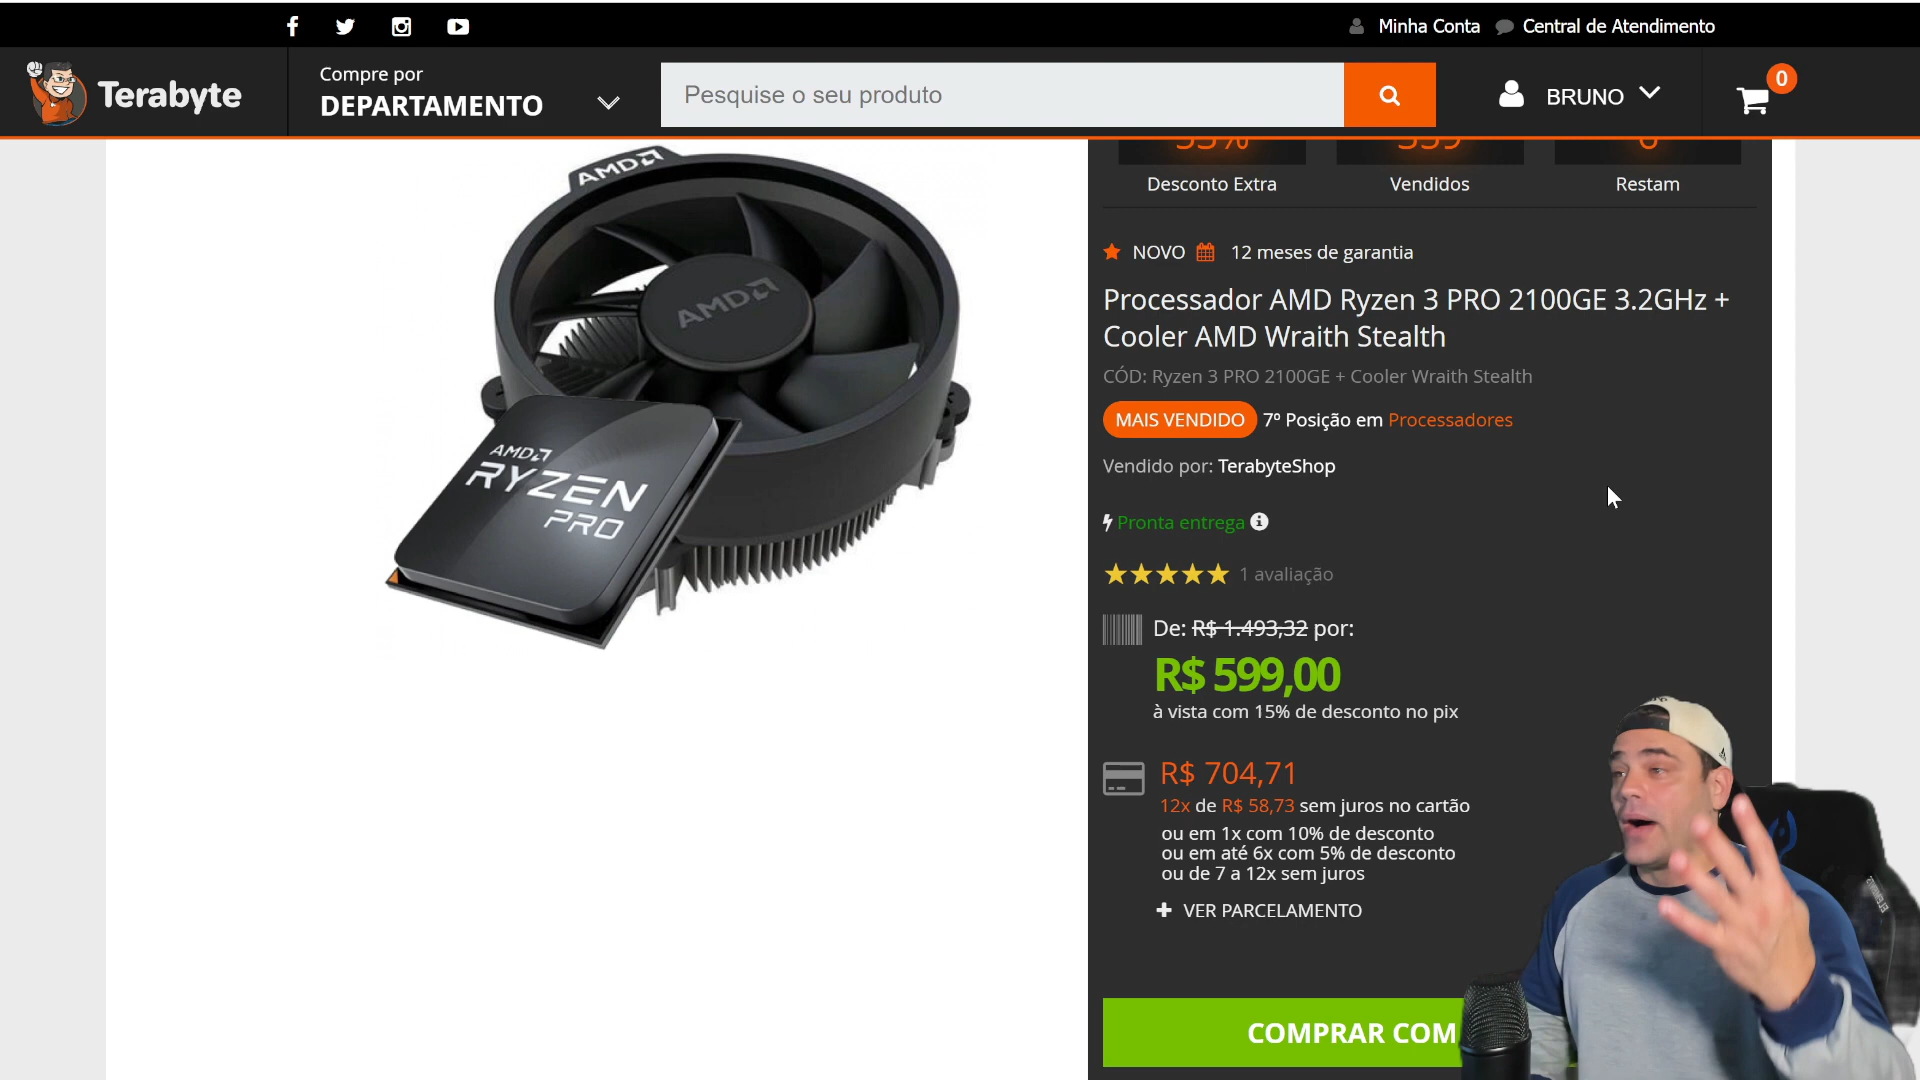 Minha Conta
Central de Atendimento
Terabyte
Compre por
DEPARTAMENTO
Pesquise o seu produto
BRUNO
0
Desconto Extra
Vendidos
Restam
NOVO
12 meses de garantia
Processador AMD Ryzen 3 PRO 2100GE 3.2GHz +
Cooler AMD Wraith Stealth
CÓD: Ryzen 3 PRO 2100GE + Cooler Wraith Stealth
MAIS VENDIDO 7º Posição em Processadores
Vendido por: TerabyteShop
Pronta entrega
1 avaliação
De: R$ 1.493,32 por:
R$ 599,00
à vista com 15% de desconto no pix
R$ 704,71
12x de R$ 58,73 sem juros no cartão
ou em 1x com 10% de desconto
ou em até 6x com 5% de desconto
ou de 7 a 12x sem juros
VER PARCELAMENTO
COMPRAR COM
AMD
AMD
AMD
RYZEN
PRO